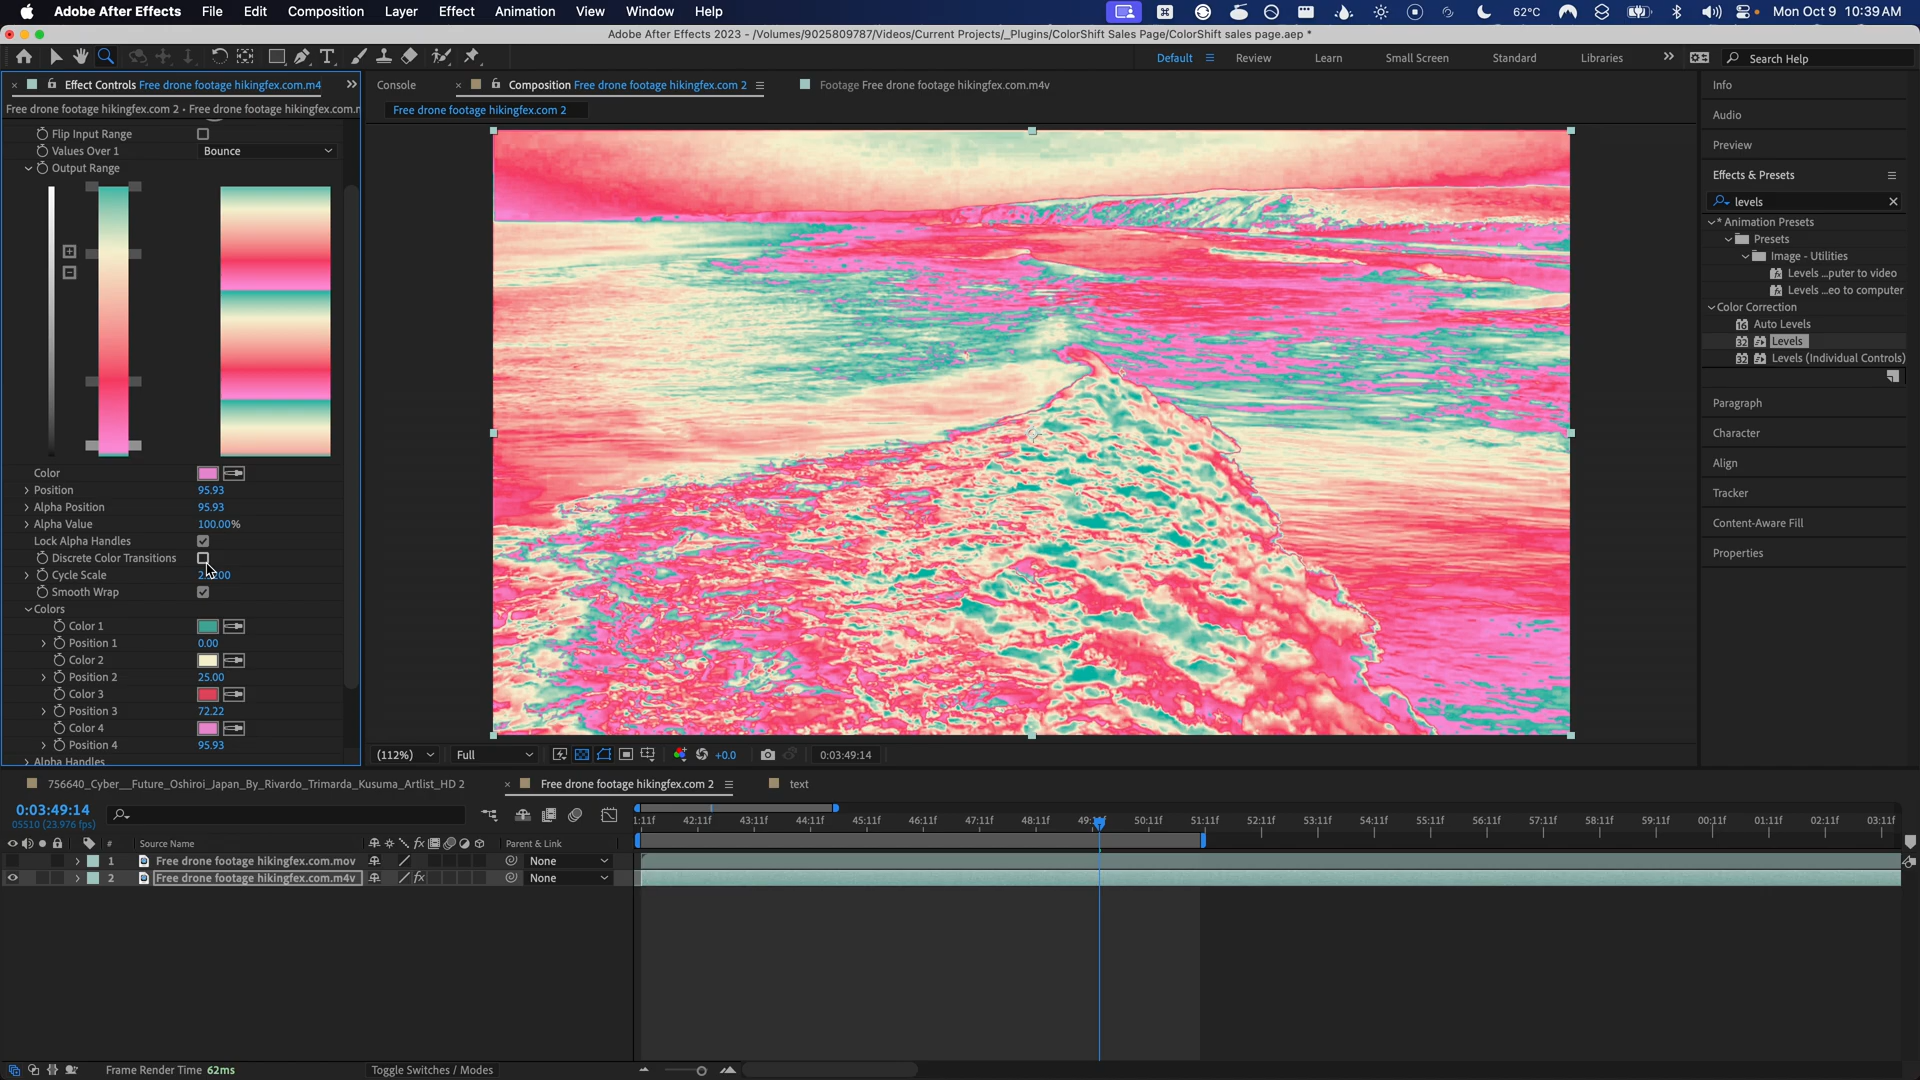 Adobe After Effects File Edit Composition Layer Effect Animation View Window Help 62°C Mon Oct 9 10:39 AM
Adobe After Effects 2023 - /Volumes/9025809787/Videos/Current Projects/_Plugins/ColorShift Sales Page/ColorShift sales page.aep *
Default Review Learn Small Screen Standard Libraries Search Help
Effect Controls Free drone footage hikingfex.com.m4
Console
Composition Free drone footage hikingfex.com 2
Footage Free drone footage hikingfex.com.m4v
Free drone footage hikingfex.com 2 • Free drone footage hikingfex.com.r
Free drone footage hikingfex.com 2
Flip Input Range
Values Over 1 Bounce
Output Range
Color
Position 95.93
Alpha Position 95.93
Alpha Value 100.00%
Lock Alpha Handles
Discrete Color Transitions
Cycle Scale
Smooth Wrap
Colors
Color 1
Position 1 0.00
Color 2
Position 2 25.00
Color 3
Position 3 72.22
Color 4
Position 4 95.93
Alpha Handles
(112%) Full +0.0 0:03:49:14
Info
Audio
Preview
Effects & Presets
levels
* Animation Presets
Presets
Image - Utilities
Levels ...puter to video
Levels ...eo to computer
Color Correction
Auto Levels
Levels
Levels (Individual Controls)
Paragraph
Character
Align
Tracker
Content-Aware Fill
Properties
756640_Cyber__Future_Oshiroi_Japan_By_Rivardo_Trimarda_Kusuma_Artlist_HD 2
Free drone footage hikingfex.com 2
text
0:03:49:14
05510 (23.976 fps)
1:11f 42:11f 43:11f 44:11f 45:11f 46:11f 47:11f 48:11f 50:11f 51:11f 52:11f 53:11f 54:11f 55:11f 56:11f 57:11f 58:11f 59:11f 00:11f 01:11f 02:11f 03:11f
# Source Name Parent & Link
1 Free drone footage hikingfex.com.mov None
2 Free drone footage hikingfex.com.m4v fx None
Frame Render Time 62ms
Toggle Switches / Modes